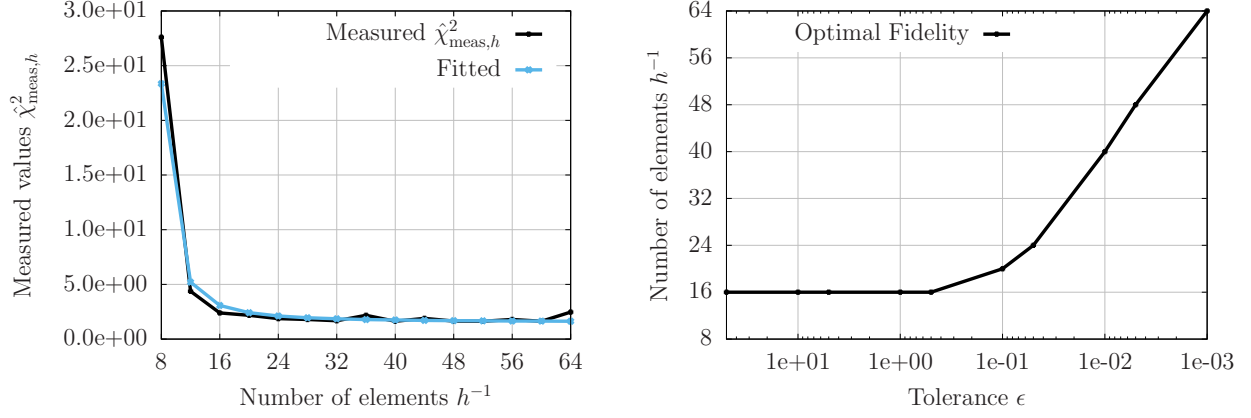 Measured values $\hat{\chi}^2_{\text{meas},h}$
3.0e+01
2.5e+01
2.0e+01
1.5e+01
1.0e+01
5.0e+00
0.0e+00
Measured $\hat{\chi}^2_{\text{meas},h}$
Fitted
8 16 24 32 40 48 56 64
Number of elements $h^{-1}$
Number of elements $h^{-1}$
64
56
48
40
32
24
16
8
Optimal Fidelity
1e+01 1e+00 1e-01 1e-02 1e-03
Tolerance $\epsilon$